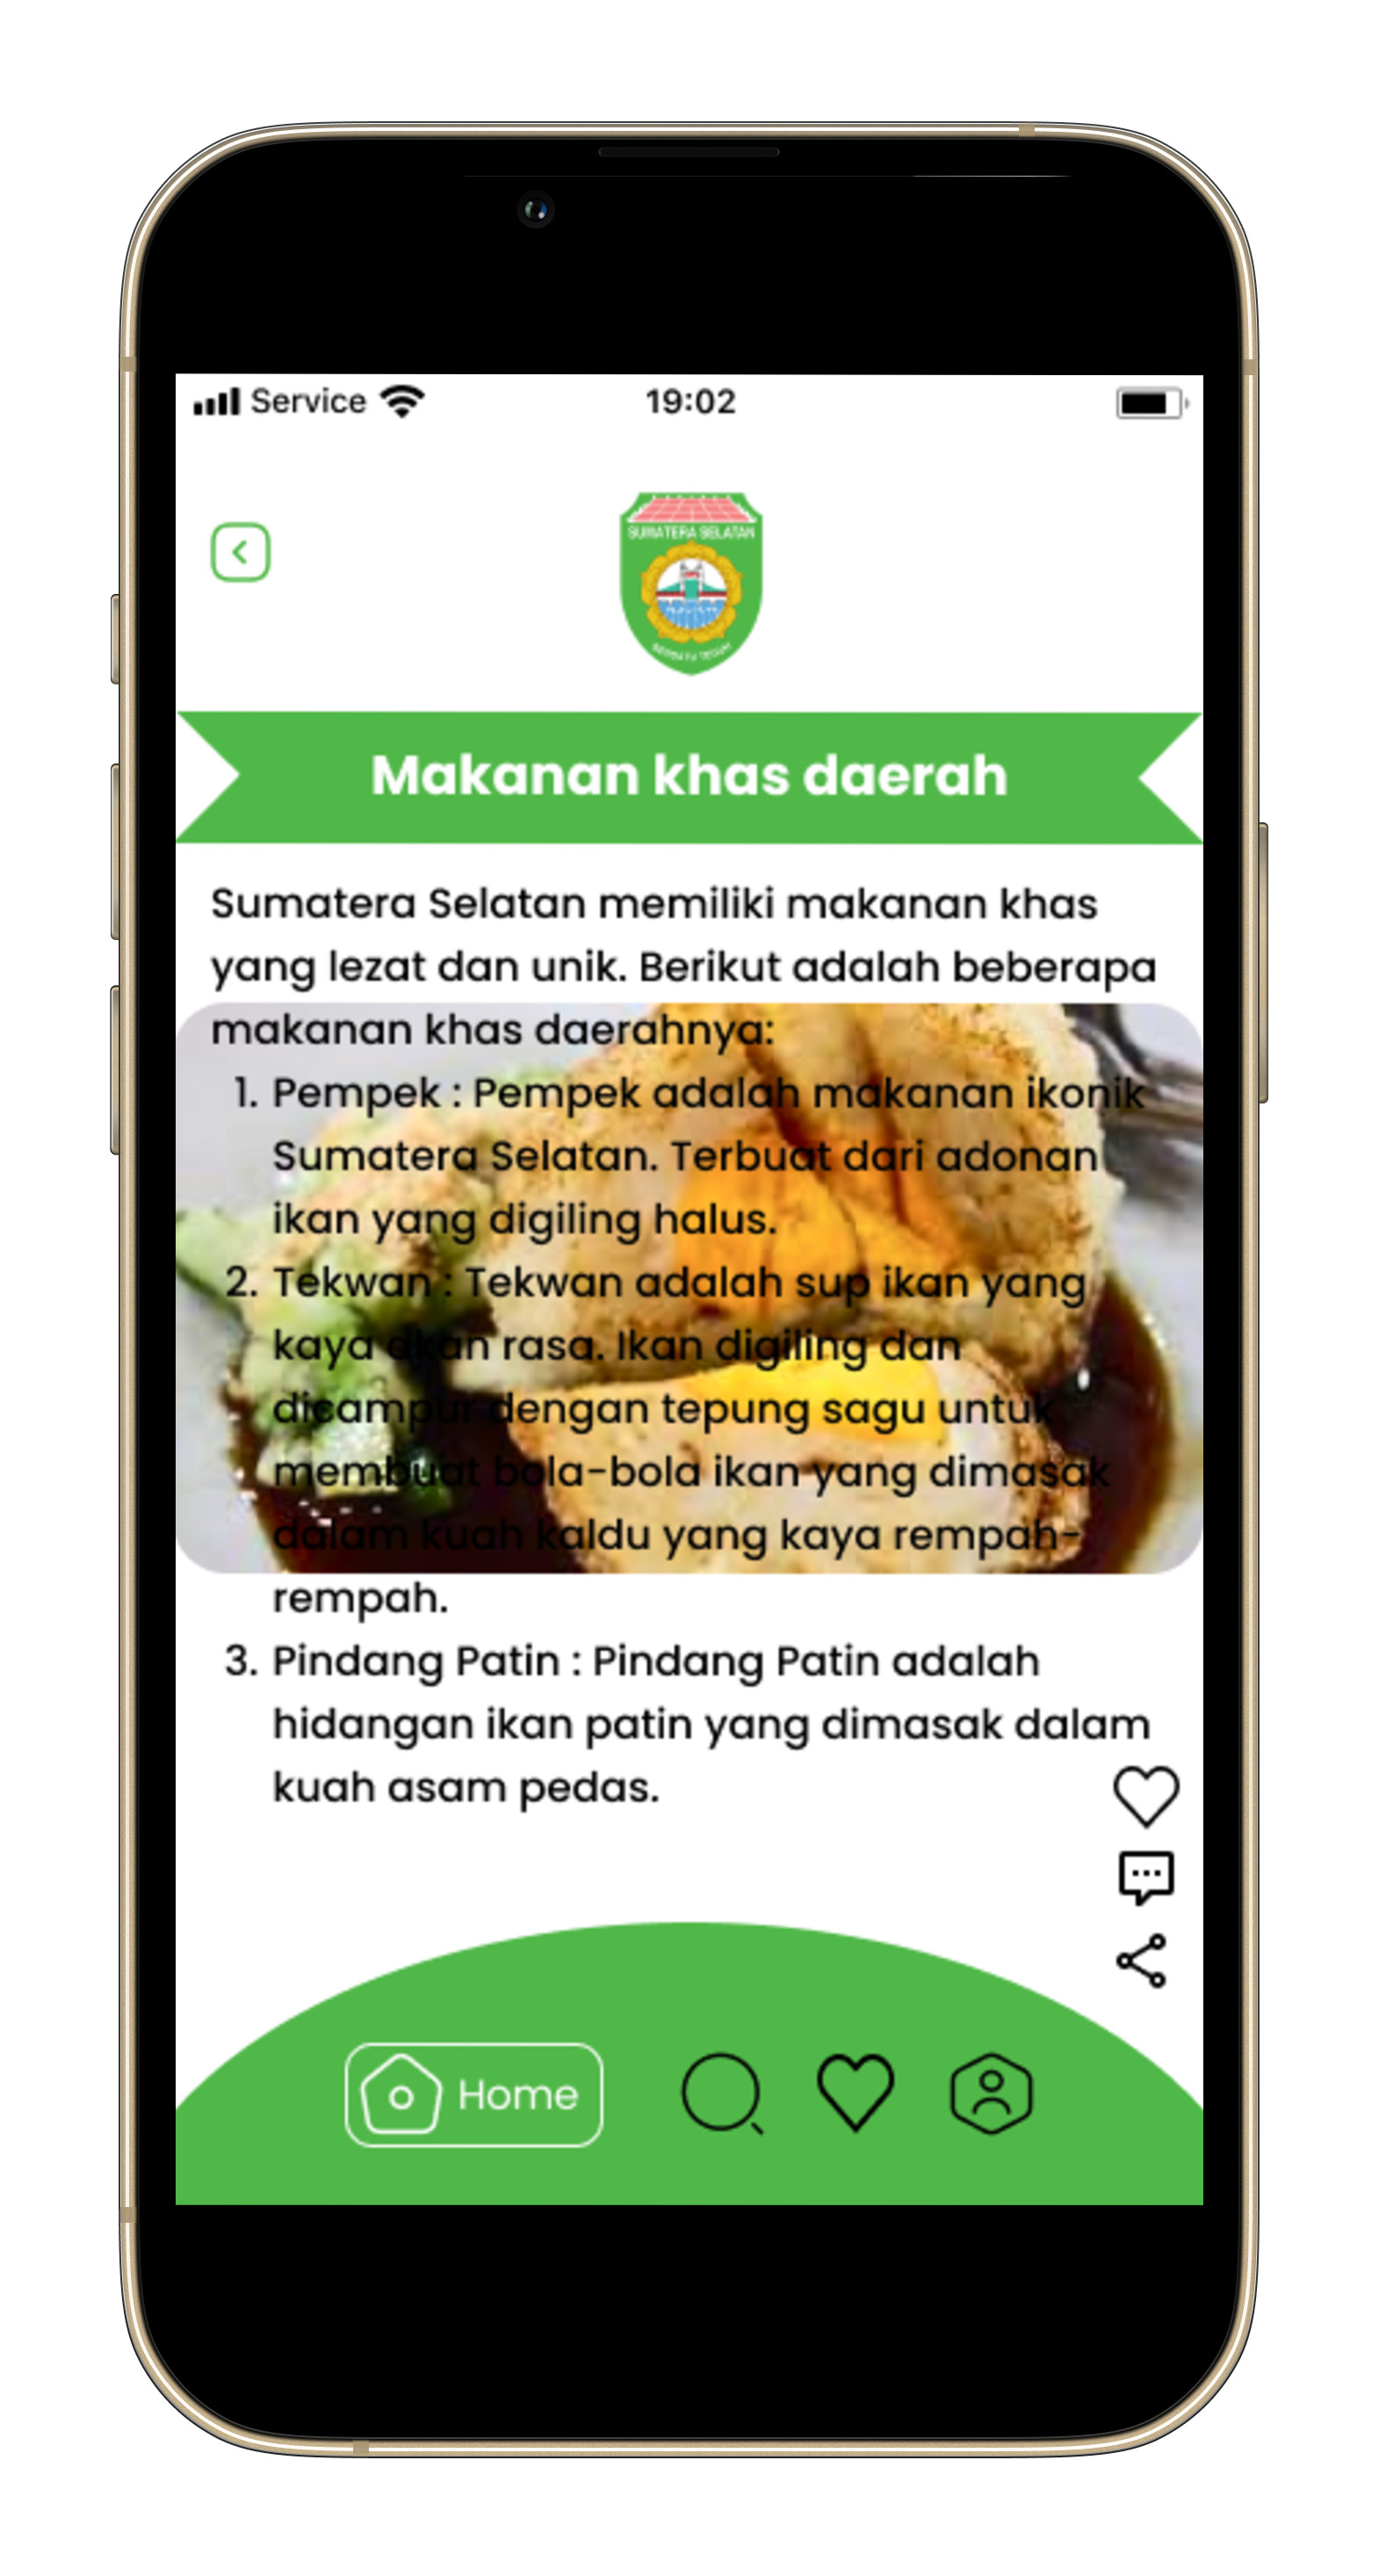 Service
19:02
SUMATERA SELATAN
Makanan khas daerah
Sumatera Selatan memiliki makanan khas
yang lezat dan unik. Berikut adalah beberapa
makanan khas daerahnya:
1. Pempek : Pempek adalah makanan ikonik
Sumatera Selatan. Terbuat dari adonan
ikan yang digiling halus.
2. Tekwan : Tekwan adalah sup ikan yang
kaya akan rasa. Ikan digiling dan
dicampur dengan tepung sagu untuk
membuat bola-bola ikan yang dimasak
dalam kuah kaldu yang kaya rempah-
rempah.
3. Pindang Patin : Pindang Patin adalah
hidangan ikan patin yang dimasak dalam
kuah asam pedas.
Home